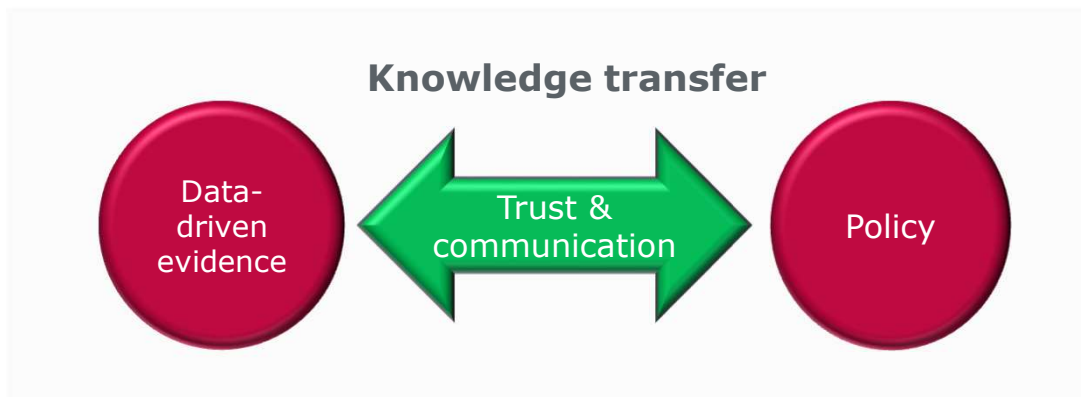 Knowledge transfer
Data-
driven
evidence
Trust &
communication
Policy